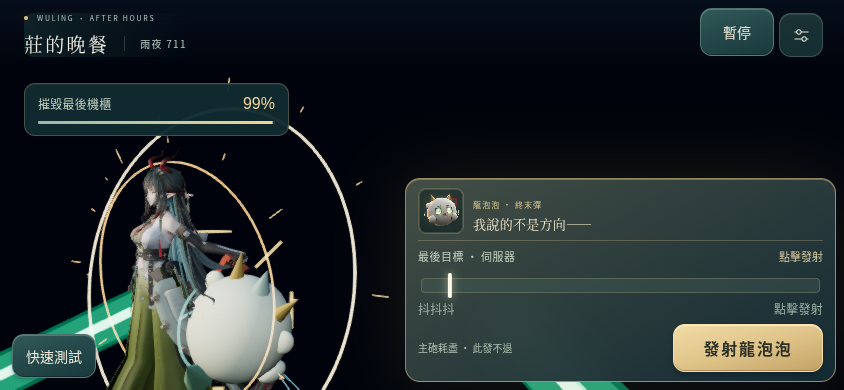 WULING • AFTER HOURS
莊的晚餐
雨夜 711
暫停
摧毀最後機櫃 99%
龍泡泡 • 終末彈
我說的不是方向——
最後目標 • 伺服器 點擊發射
抖抖抖 點擊發射
主砲耗盡 • 此發不退
發射龍泡泡
快速測試